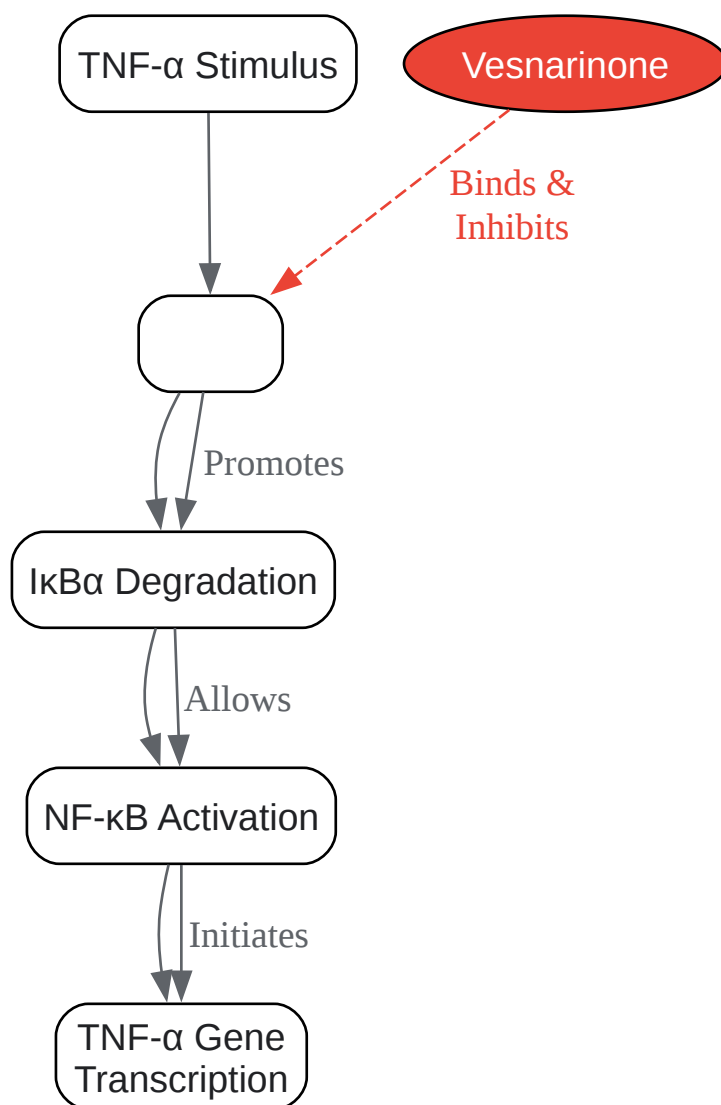 TNF-α Stimulus
Vesnarinone
Binds &
Inhibits
Promotes
IκBα Degradation
Allows
NF-κB Activation
Initiates
TNF-α Gene
Transcription